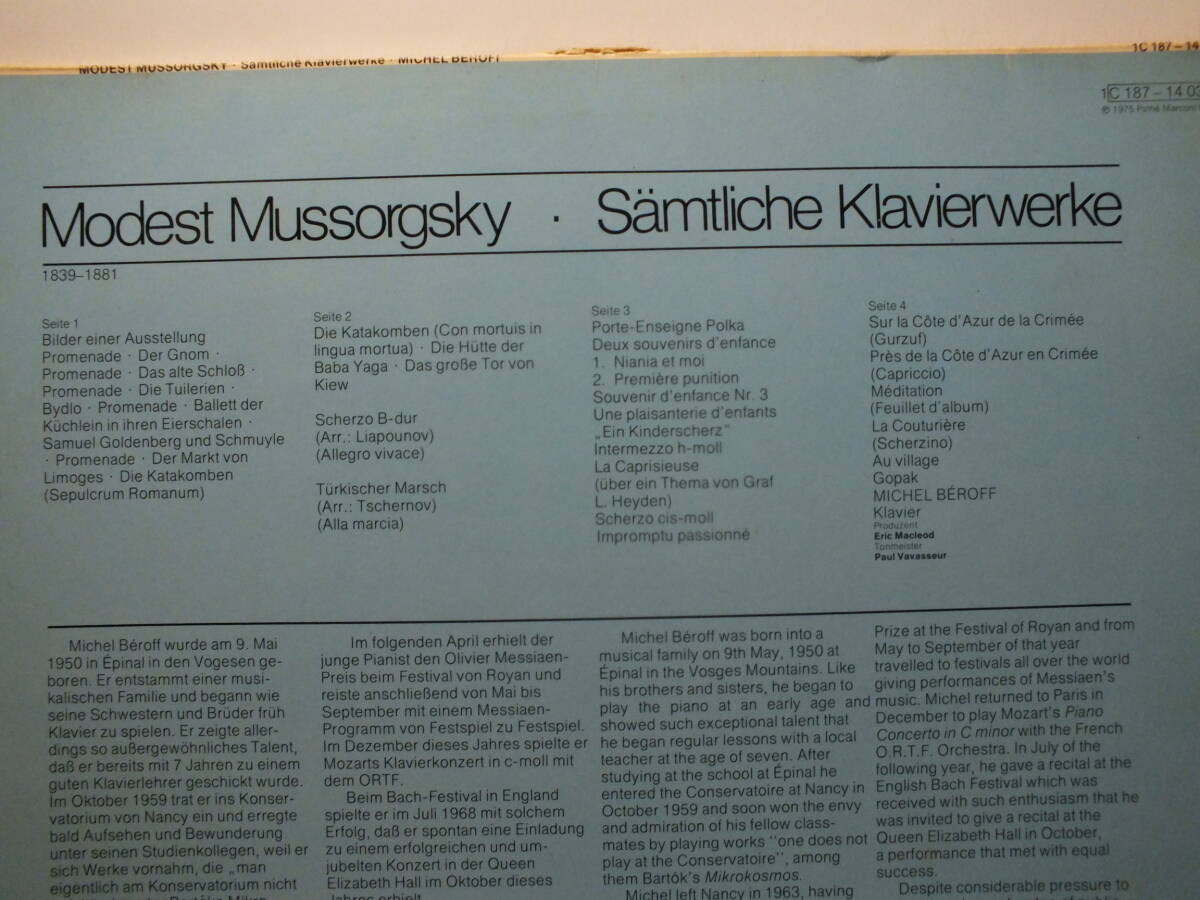 MODEST MUSSORGSKY · Sämtliche Klavierwerke · MICHEL BÉROFF
1C 187 – 14
1C 187 – 14 03
℗ 1975 Pathé Marconi
Modest Mussorgsky · Sämtliche Klavierwerke
1839–1881
Seite 1
Bilder einer Ausstellung
Promenade · Der Gnom ·
Promenade · Das alte Schloß ·
Promenade · Die Tuilerien ·
Bydlo · Promenade · Ballett der
Küchlein in ihren Eierschalen ·
Samuel Goldenberg und Schmuyle
· Promenade · Der Markt von
Limoges · Die Katakomben
(Sepulcrum Romanum)
Seite 2
Die Katakomben (Con mortuis in
lingua mortua) · Die Hütte der
Baba Yaga · Das große Tor von
Kiew
Scherzo B-dur
(Arr.: Liapounov)
(Allegro vivace)
Türkischer Marsch
(Arr.: Tschernov)
(Alla marcia)
Seite 3
Porte-Enseigne Polka
Deux souvenirs d'enfance
1. Niania et moi
2. Première punition
Souvenir d'enfance Nr. 3
Une plaisanterie d'enfants
„Ein Kinderscherz"
Intermezzo h-moll
La Caprisieuse
(über ein Thema von Graf
L. Heyden)
Scherzo cis-moll
Impromptu passionné
Seite 4
Sur la Côte d'Azur de la Crimée
(Gurzuf)
Près de la Côte d'Azur en Crimée
(Capriccio)
Méditation
(Feuillet d'album)
La Couturière
(Scherzino)
Au village
Gopak
MICHEL BÉROFF
Klavier
Produzent
Eric Macleod
Tonmeister
Paul Vavasseur
Michel Béroff wurde am 9. Mai
1950 in Épinal in den Vogesen ge-
boren. Er entstammt einer musi-
kalischen Familie und begann wie
seine Schwestern und Brüder früh
Klavier zu spielen. Er zeigte aller-
dings so außergewöhnliches Talent,
daß er bereits mit 7 Jahren zu einem
guten Klavierlehrer geschickt wurde.
Im Oktober 1959 trat er ins Konser-
vatorium von Nancy ein und erregte
bald Aufsehen und Bewunderung
unter seinen Studienkollegen, weil er
sich Werke vornahm, die „man
eigentlich am Konservatorium nicht
Im folgenden April erhielt der
junge Pianist den Olivier Messiaen-
Preis beim Festival von Royan und
reiste anschließend von Mai bis
September mit einem Messiaen-
Programm von Festspiel zu Festspiel.
Im Dezember dieses Jahres spielte er
Mozarts Klavierkonzert in c-moll mit
dem ORTF.
Beim Bach-Festival in England
spielte er im Juli 1968 mit solchem
Erfolg, daß er spontan eine Einladung
zu einem erfolgreichen und um-
jubelten Konzert in der Queen
Elizabeth Hall im Oktober dieses
Jahres erhielt.
Michel Béroff was born into a
musical family on 9th May, 1950 at
Épinal in the Vosges Mountains. Like
his brothers and sisters, he began to
play the piano at an early age and
showed such exceptional talent that
he began regular lessons with a local
teacher at the age of seven. After
studying at the school at Épinal he
entered the Conservatoire at Nancy in
October 1959 and soon won the envy
and admiration of his fellow class-
mates by playing works ''one does not
play at the Conservatoire'', among
them Bartók's Mikrokosmos.
Michel left Nancy in 1963, having
Prize at the Festival of Royan and from
May to September of that year
travelled to festivals all over the world
giving performances of Messiaen's
music. Michel returned to Paris in
December to play Mozart's Piano
Concerto in C minor with the French
O.R.T.F. Orchestra. In July of the
following year, he gave a recital at the
English Bach Festival which was
received with such enthusiasm that he
was invited to give a recital at the
Queen Elizabeth Hall in October,
a performance that met with equal
success.
Despite considerable pressure to